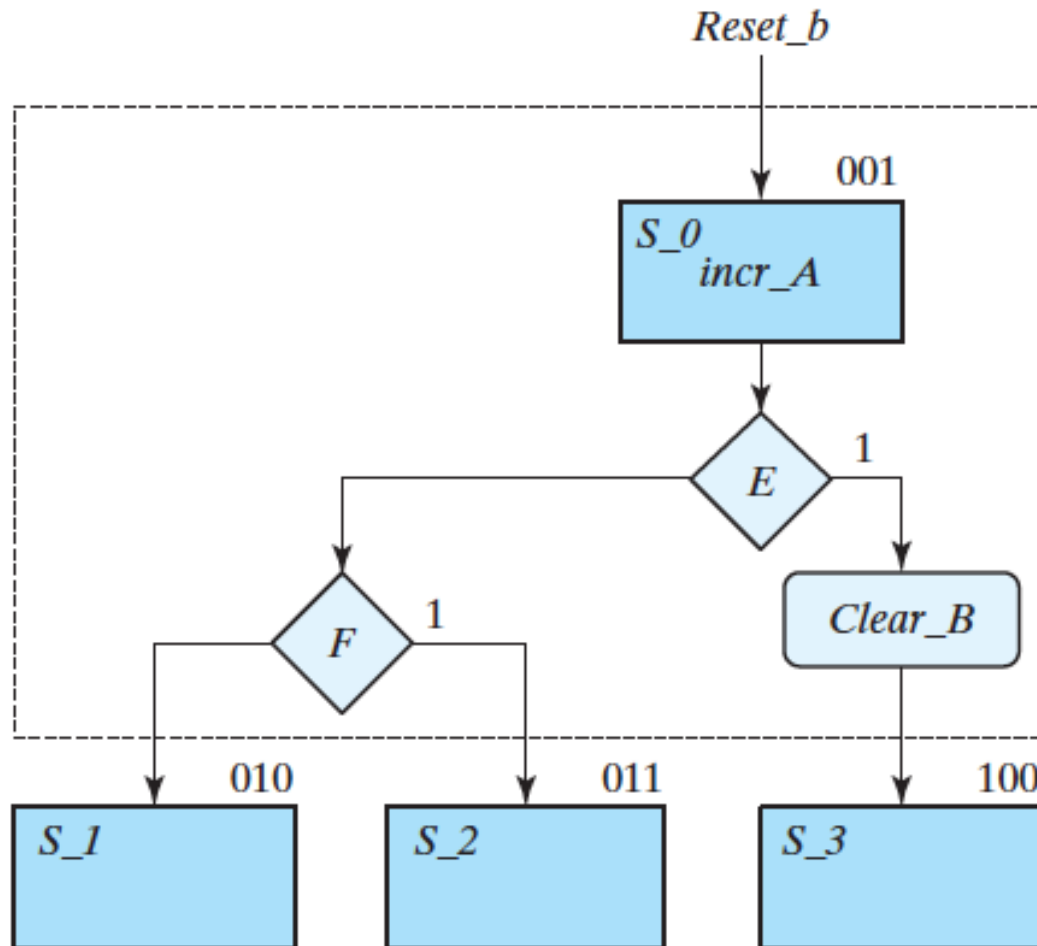 Reset_b
001
S_0
incr_A
E
1
F
1
Clear_B
010
011
100
S_1
S_2
S_3